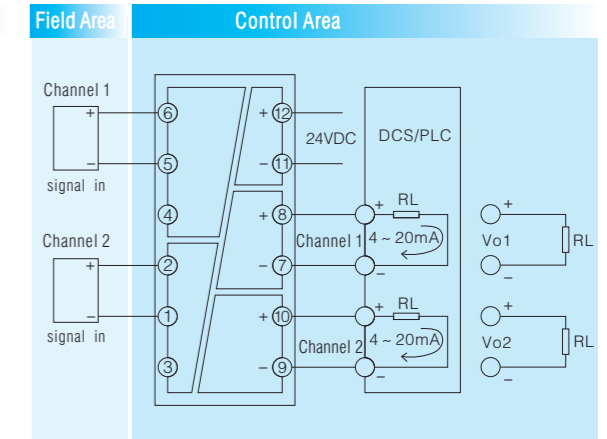 Field Area
Control Area
Channel 1
+
−
signal in
Channel 2
+
−
signal in
6
5
4
2
1
3
+ 12
− 11
+ 8
− 7
+ 10
− 9
24VDC
Channel 1
Channel 2
DCS/PLC
+ RL
4 ~ 20mA
−
+ RL
4 ~ 20mA
−
+
Vo1
−
RL
+
Vo2
−
RL